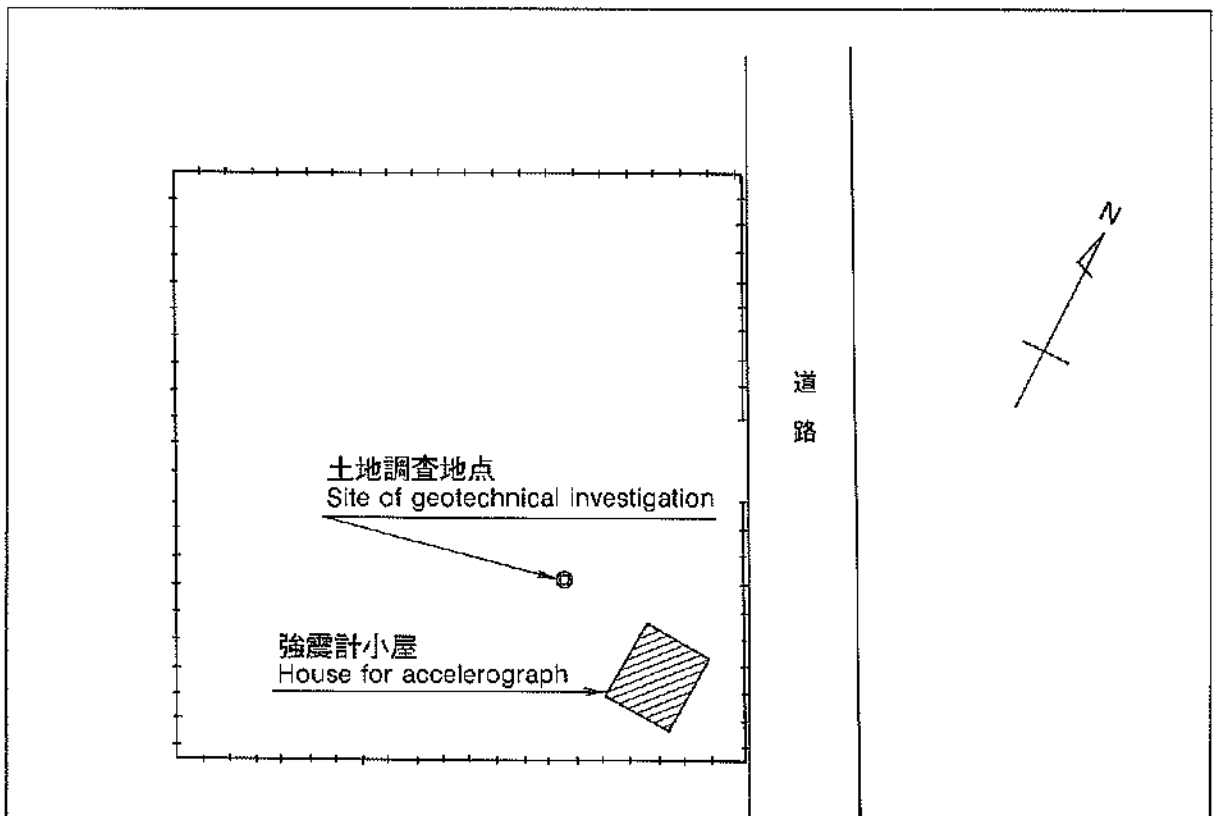 N
道
路
土地調査地点
Site of geotechnical investigation
強震計小屋
House for accelerograph